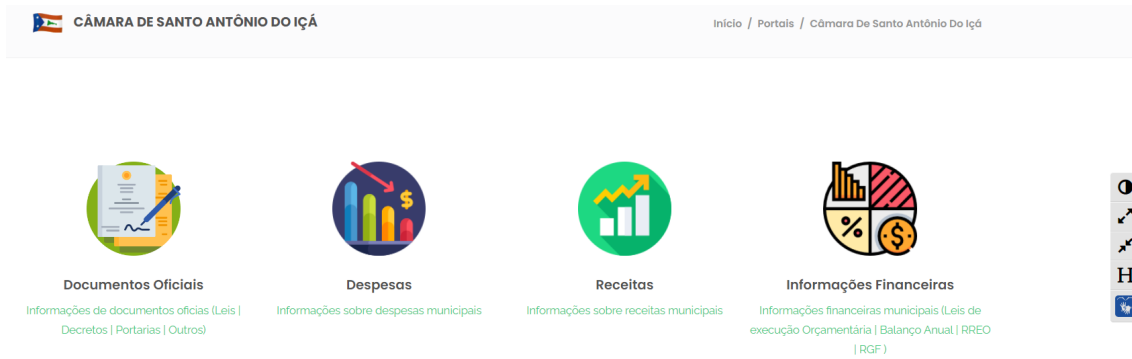 CÂMARA DE SANTO ANTÔNIO DO IÇÁ
Início / Portais / Câmara De Santo Antônio Do Içá
Documentos Oficiais
Informações de documentos oficias (Leis |
Decretos | Portarias | Outros)
Despesas
Informações sobre despesas municipais
Receitas
Informações sobre receitas municipais
Informações Financeiras
Informações financeiras municipais (Leis de
execução Orçamentária | Balanço Anual | RREO
| RGF )
H